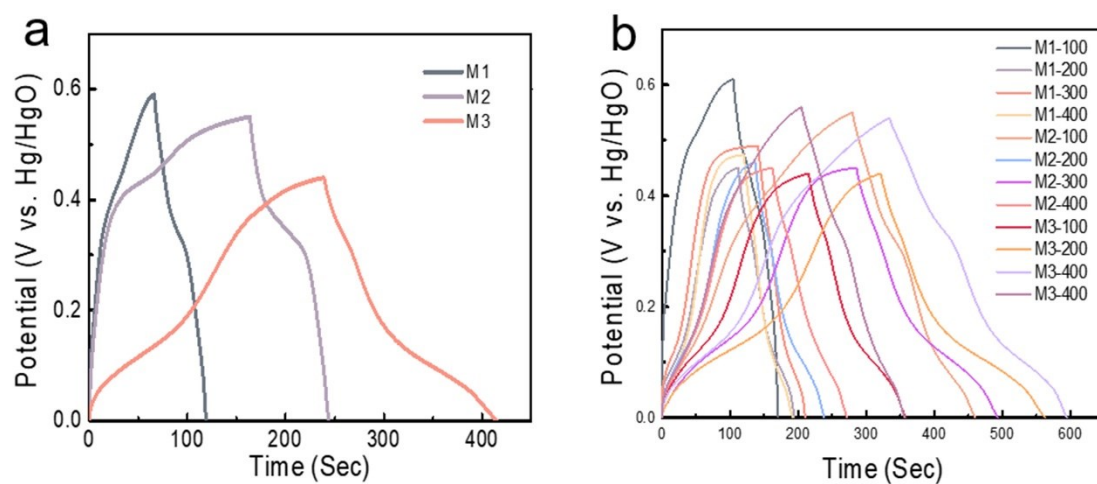 a
Potential (V vs. Hg/HgO)
0.6
0.4
0.2
0.0
M1
M2
M3
0
100
200
300
400
Time (Sec)
b
Potential (V vs. Hg/HgO)
0.6
0.4
0.2
0.0
M1-100
M1-200
M1-300
M1-400
M2-100
M2-200
M2-300
M2-400
M3-100
M3-200
M3-400
M3-400
0
100
200
300
400
500
600
Time (Sec)